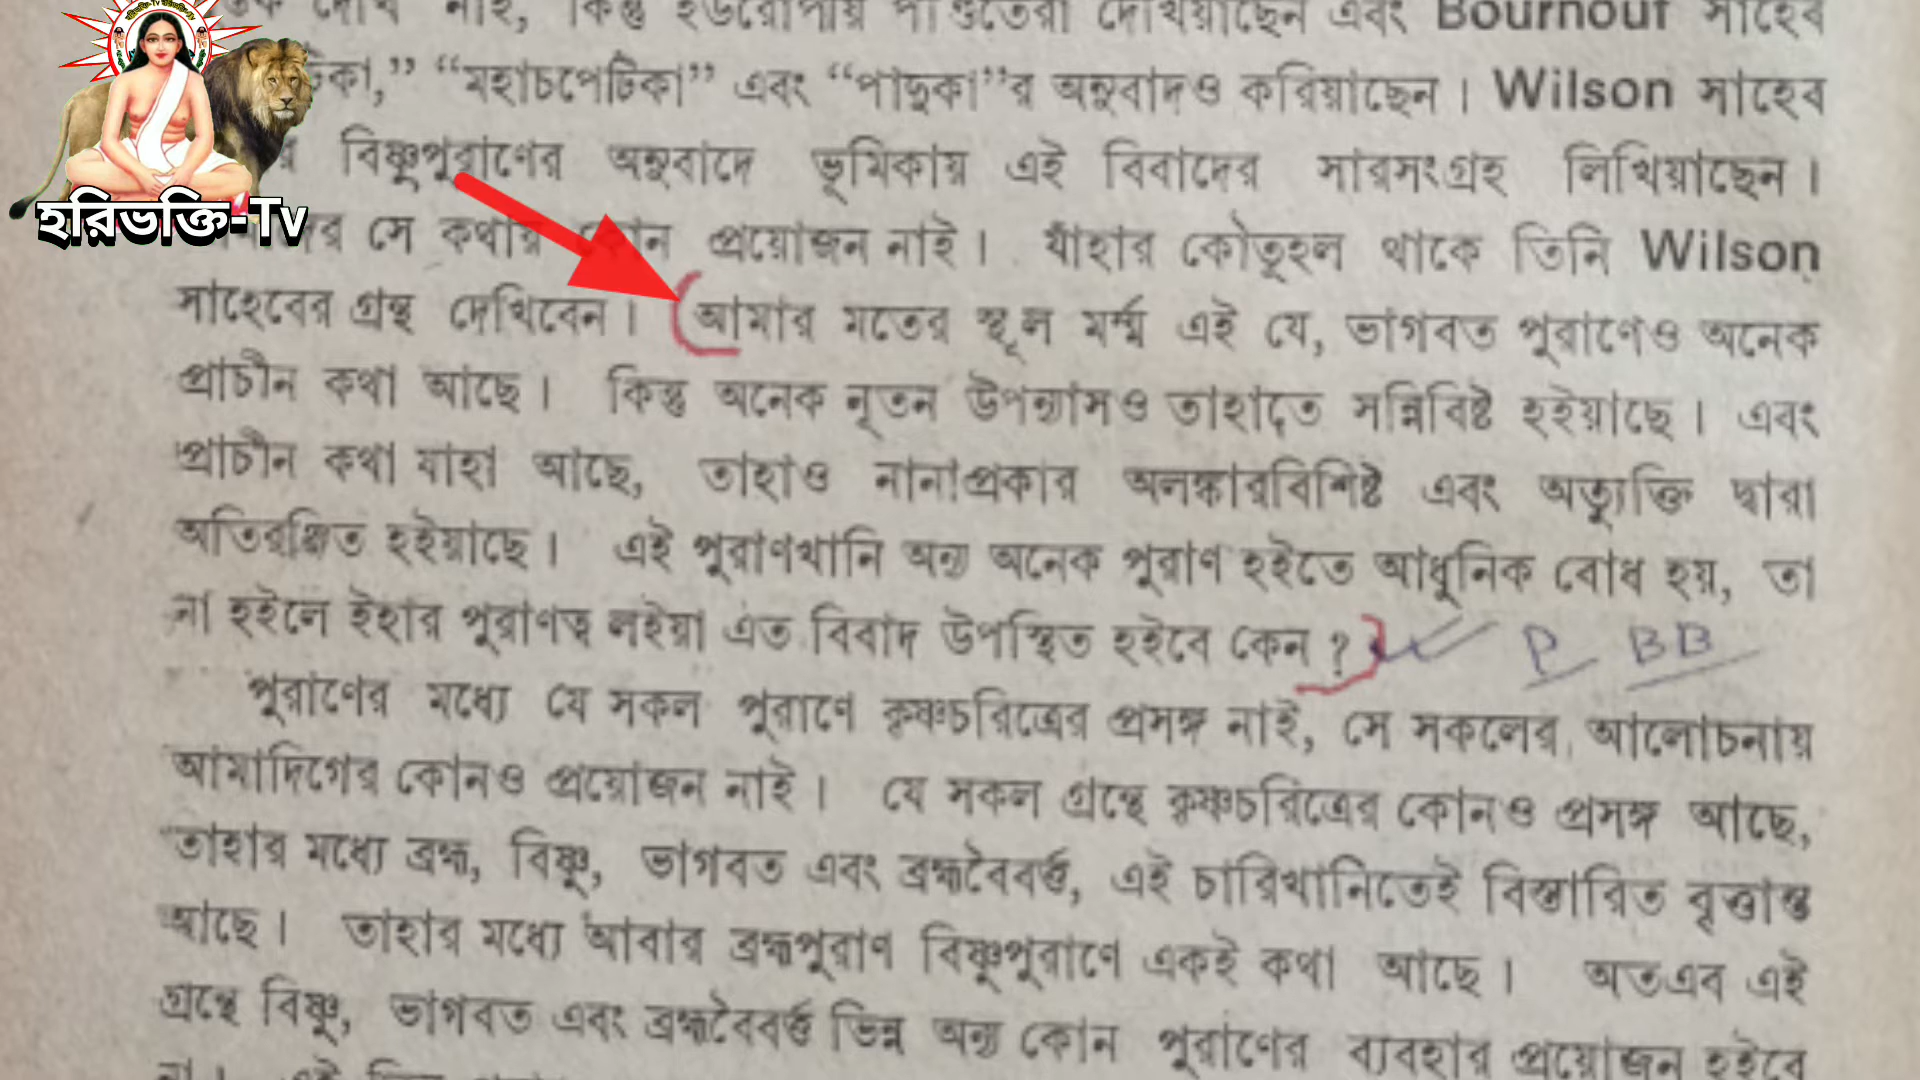 দেখি নাই, কিন্তু ইউরোপীয় পণ্ডিতেরা দেখিয়াছেন এবং Bournouf সাহেব
“মহাচপেটিকা” এবং “পাদুকা”র অনুবাদও করিয়াছেন। Wilson সাহেব
বিষ্ণুপুরাণের অনুবাদে ভূমিকায় এই বিবাদের সারসংগ্রহ লিখিয়াছেন।
হরিভক্তি-Tv
সে কথায় কোন প্রয়োজন নাই। যাঁহার কৌতূহল থাকে তিনি Wilson
সাহেবের গ্রন্থ দেখিবেন। (আমার মতের স্থূল মর্ম্ম এই যে, ভাগবত পুরাণেও অনেক
প্রাচীন কথা আছে। কিন্তু অনেক নূতন উপন্যাসও তাহাতে সন্নিবিষ্ট হইয়াছে। এবং
প্রাচীন কথা যাহা আছে, তাহাও নানাপ্রকার অলঙ্কারবিশিষ্ট এবং অত্যুক্তি দ্বারা
অতিরঞ্জিত হইয়াছে। এই পুরাণখানি অন্য অনেক পুরাণ হইতে আধুনিক বোধ হয়, তা
না হইলে ইহার পুরাণত্ব লইয়া এত বিবাদ উপস্থিত হইবে কেন ?) P BB
পুরাণের মধ্যে যে সকল পুরাণে কৃষ্ণচরিত্রের প্রসঙ্গ নাই, সে সকলের আলোচনায়
আমাদিগের কোনও প্রয়োজন নাই। যে সকল গ্রন্থে কৃষ্ণচরিত্রের কোনও প্রসঙ্গ আছে,
তাহার মধ্যে ব্রহ্ম, বিষ্ণু, ভাগবত এবং ব্রহ্মবৈবর্ত্ত, এই চারিখানিতেই বিস্তারিত বৃত্তান্ত
আছে। তাহার মধ্যে আবার ব্রহ্মপুরাণ বিষ্ণুপুরাণে একই কথা আছে। অতএব এই
গ্রন্থে বিষ্ণু, ভাগবত এবং ব্রহ্মবৈবর্ত্ত ভিন্ন অন্য কোন পুরাণের ব্যবহার প্রয়োজন হইবে